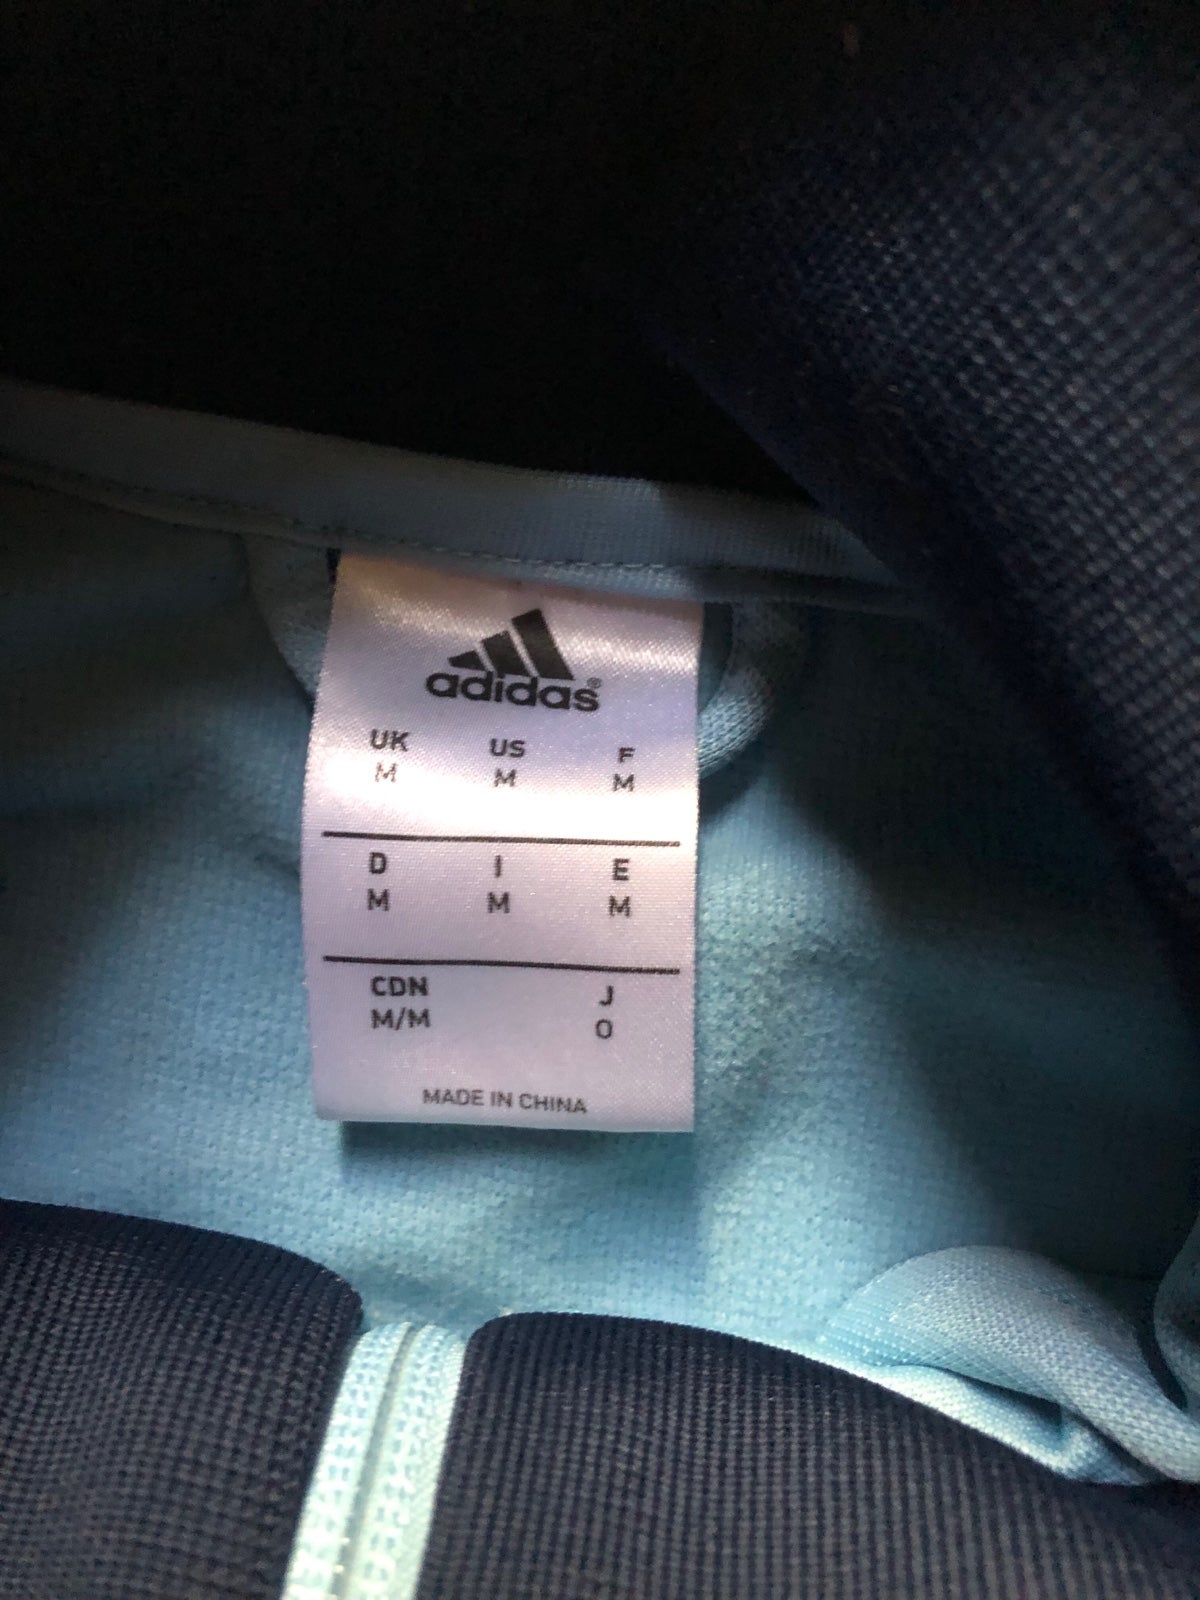 adidas®
UK US F
M M M
D I E
M M M
CDN J
M/M O
MADE IN CHINA